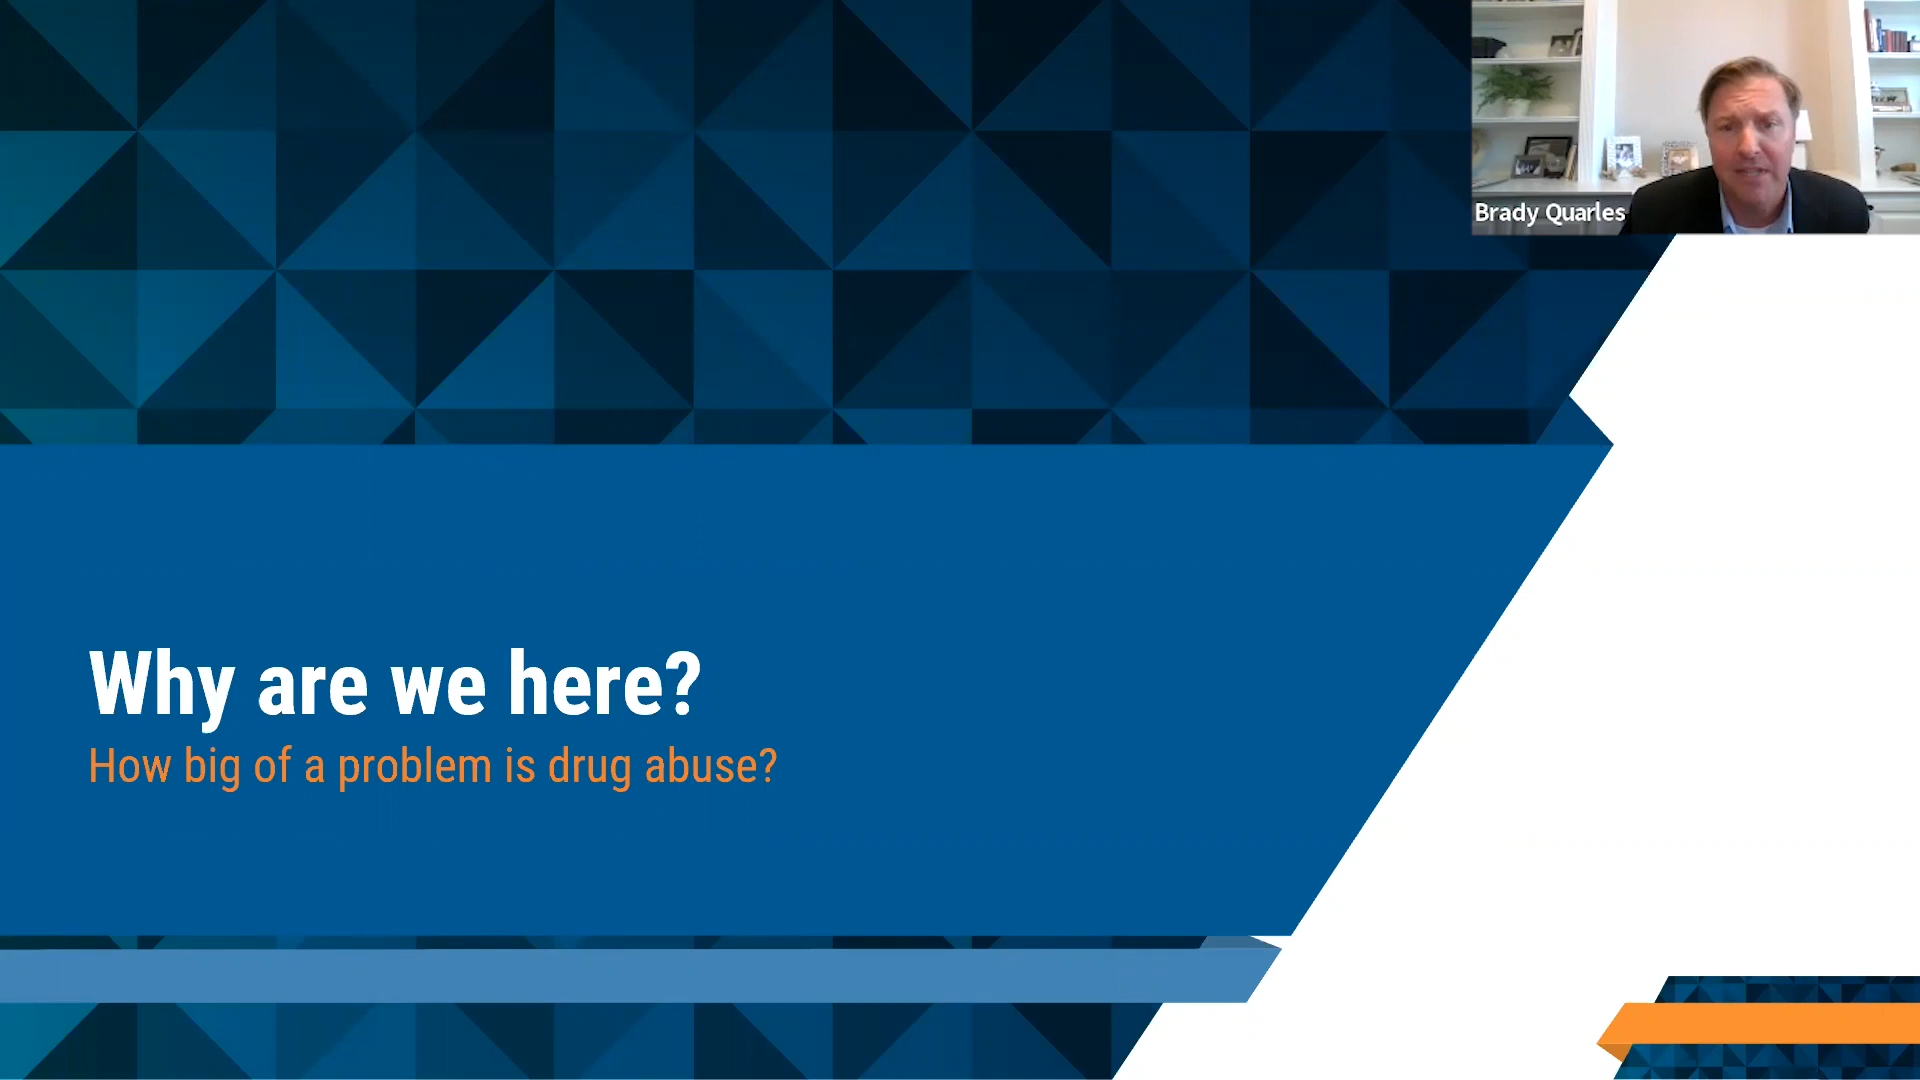 Brady Quarles
Why are we here?
How big of a problem is drug abuse?